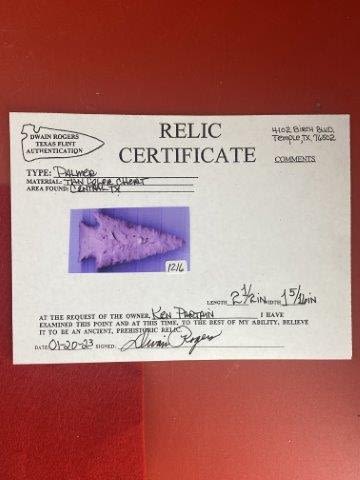 DWAIN ROGERS
TEXAS FLINT
AUTHENTICATION
RELIC
CERTIFICATE
4102 BIRCH BLVD,
TEMPLE, TX, 76502
COMMENTS
TYPE: PALMER
MATERIAL: TAN COLOR CHERT
AREA FOUND: CENTRAL TX
1216
LENGTH 2 1/2 IN WIDTH 1 5/16 IN
AT THE REQUEST OF THE OWNER, KEN PARTAIN I HAVE
EXAMINED THIS POINT AND AT THIS TIME, TO THE BEST OF MY ABILITY, BELIEVE
IT TO BE AN ANCIENT, PREHISTORIC RELIC.
DATE 01-20-23 SIGNED: Dwain Rogers